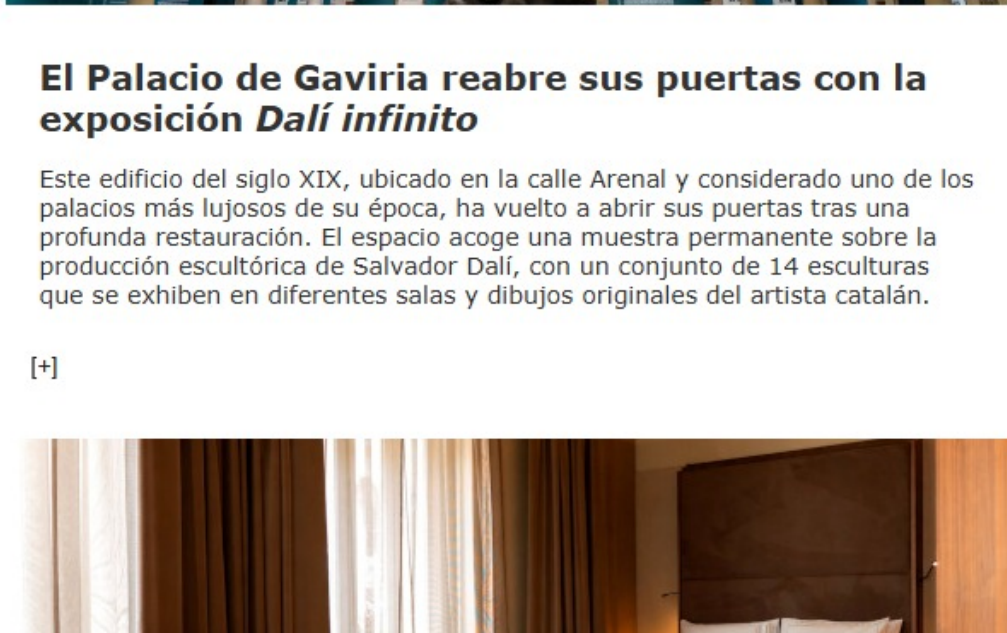 El Palacio de Gaviria reabre sus puertas con la
exposición Dalí infinito
Este edificio del siglo XIX, ubicado en la calle Arenal y considerado uno de los
palacios más lujosos de su época, ha vuelto a abrir sus puertas tras una
profunda restauración. El espacio acoge una muestra permanente sobre la
producción escultórica de Salvador Dalí, con un conjunto de 14 esculturas
que se exhiben en diferentes salas y dibujos originales del artista catalán.
[+]